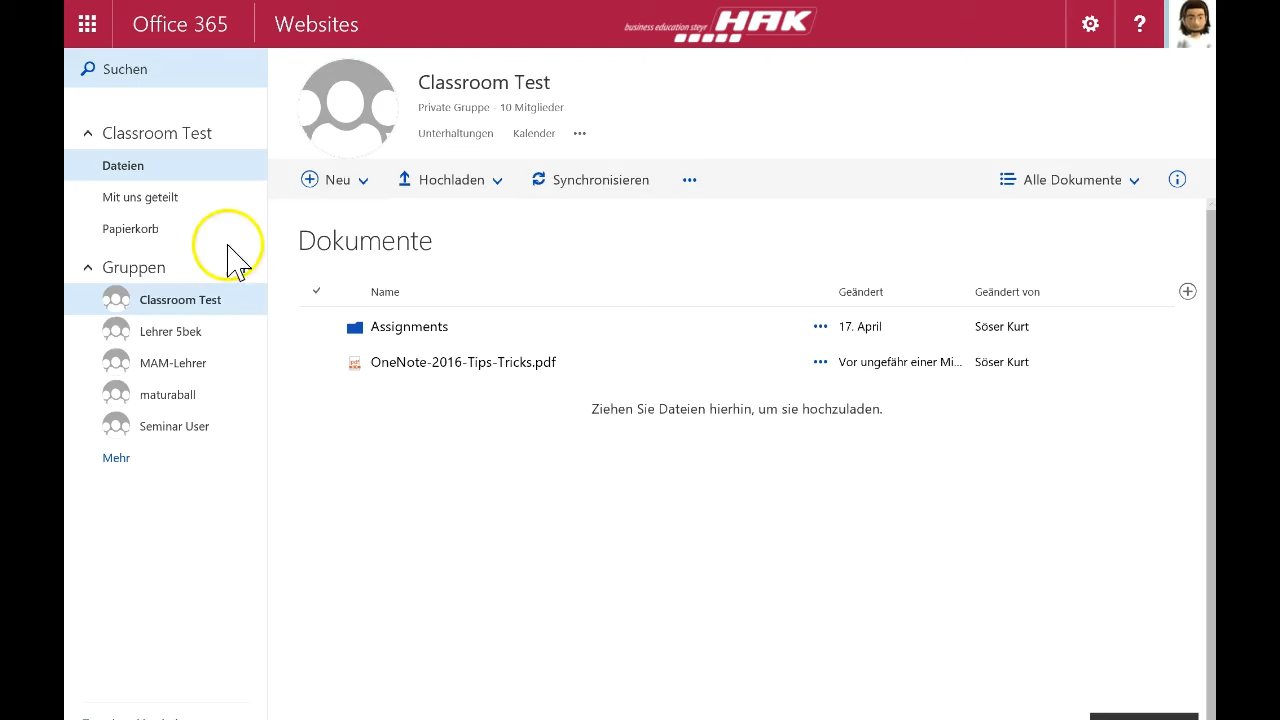 Office 365
Websites
business education steyr HAK
?
Suchen
Classroom Test
Dateien
Mit uns geteilt
Papierkorb
Gruppen
Classroom Test
Lehrer 5bek
MAM-Lehrer
maturaball
Seminar User
Mehr
Classroom Test
Private Gruppe - 10 Mitglieder
Unterhaltungen Kalender ···
Neu Hochladen Synchronisieren ··· Alle Dokumente
Dokumente
Name Geändert Geändert von
Assignments ··· 17. April Söser Kurt
OneNote-2016-Tips-Tricks.pdf ··· Vor ungefähr einer Mi... Söser Kurt
Ziehen Sie Dateien hierhin, um sie hochzuladen.